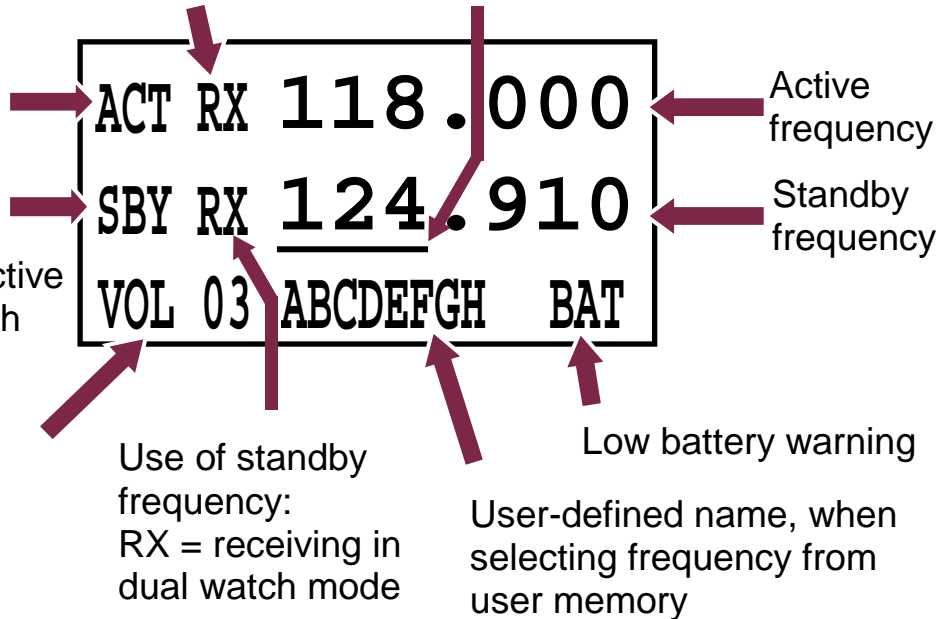 ACT RX 118.000
SBY RX 124.910
VOL 03 ABCDEFGH BAT
Active
frequency
Standby
frequency
Low battery warning
User-defined name, when
selecting frequency from
user memory
Use of standby
frequency:
RX = receiving in
dual watch mode